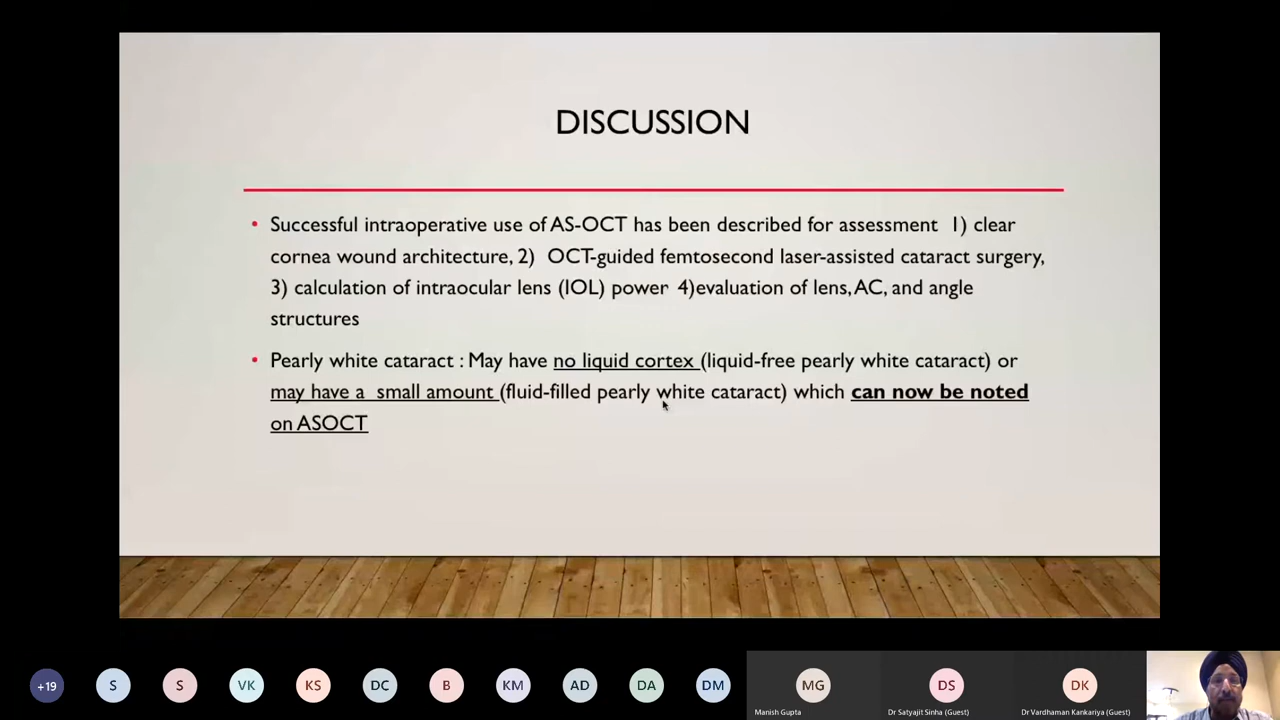 DISCUSSION
• Successful intraoperative use of AS-OCT has been described for assessment 1) clear
cornea wound architecture, 2) OCT-guided femtosecond laser-assisted cataract surgery,
3) calculation of intraocular lens (IOL) power 4)evaluation of lens, AC, and angle
structures
• Pearly white cataract : May have no liquid cortex (liquid-free pearly white cataract) or
may have a small amount (fluid-filled pearly white cataract) which can now be noted
on ASOCT
+19 S S VK KS DC B KM AD DA DM MG DS DK
Manish Gupta Dr Satyajit Sinha (Guest) Dr Vardhaman Kankariya (Guest)